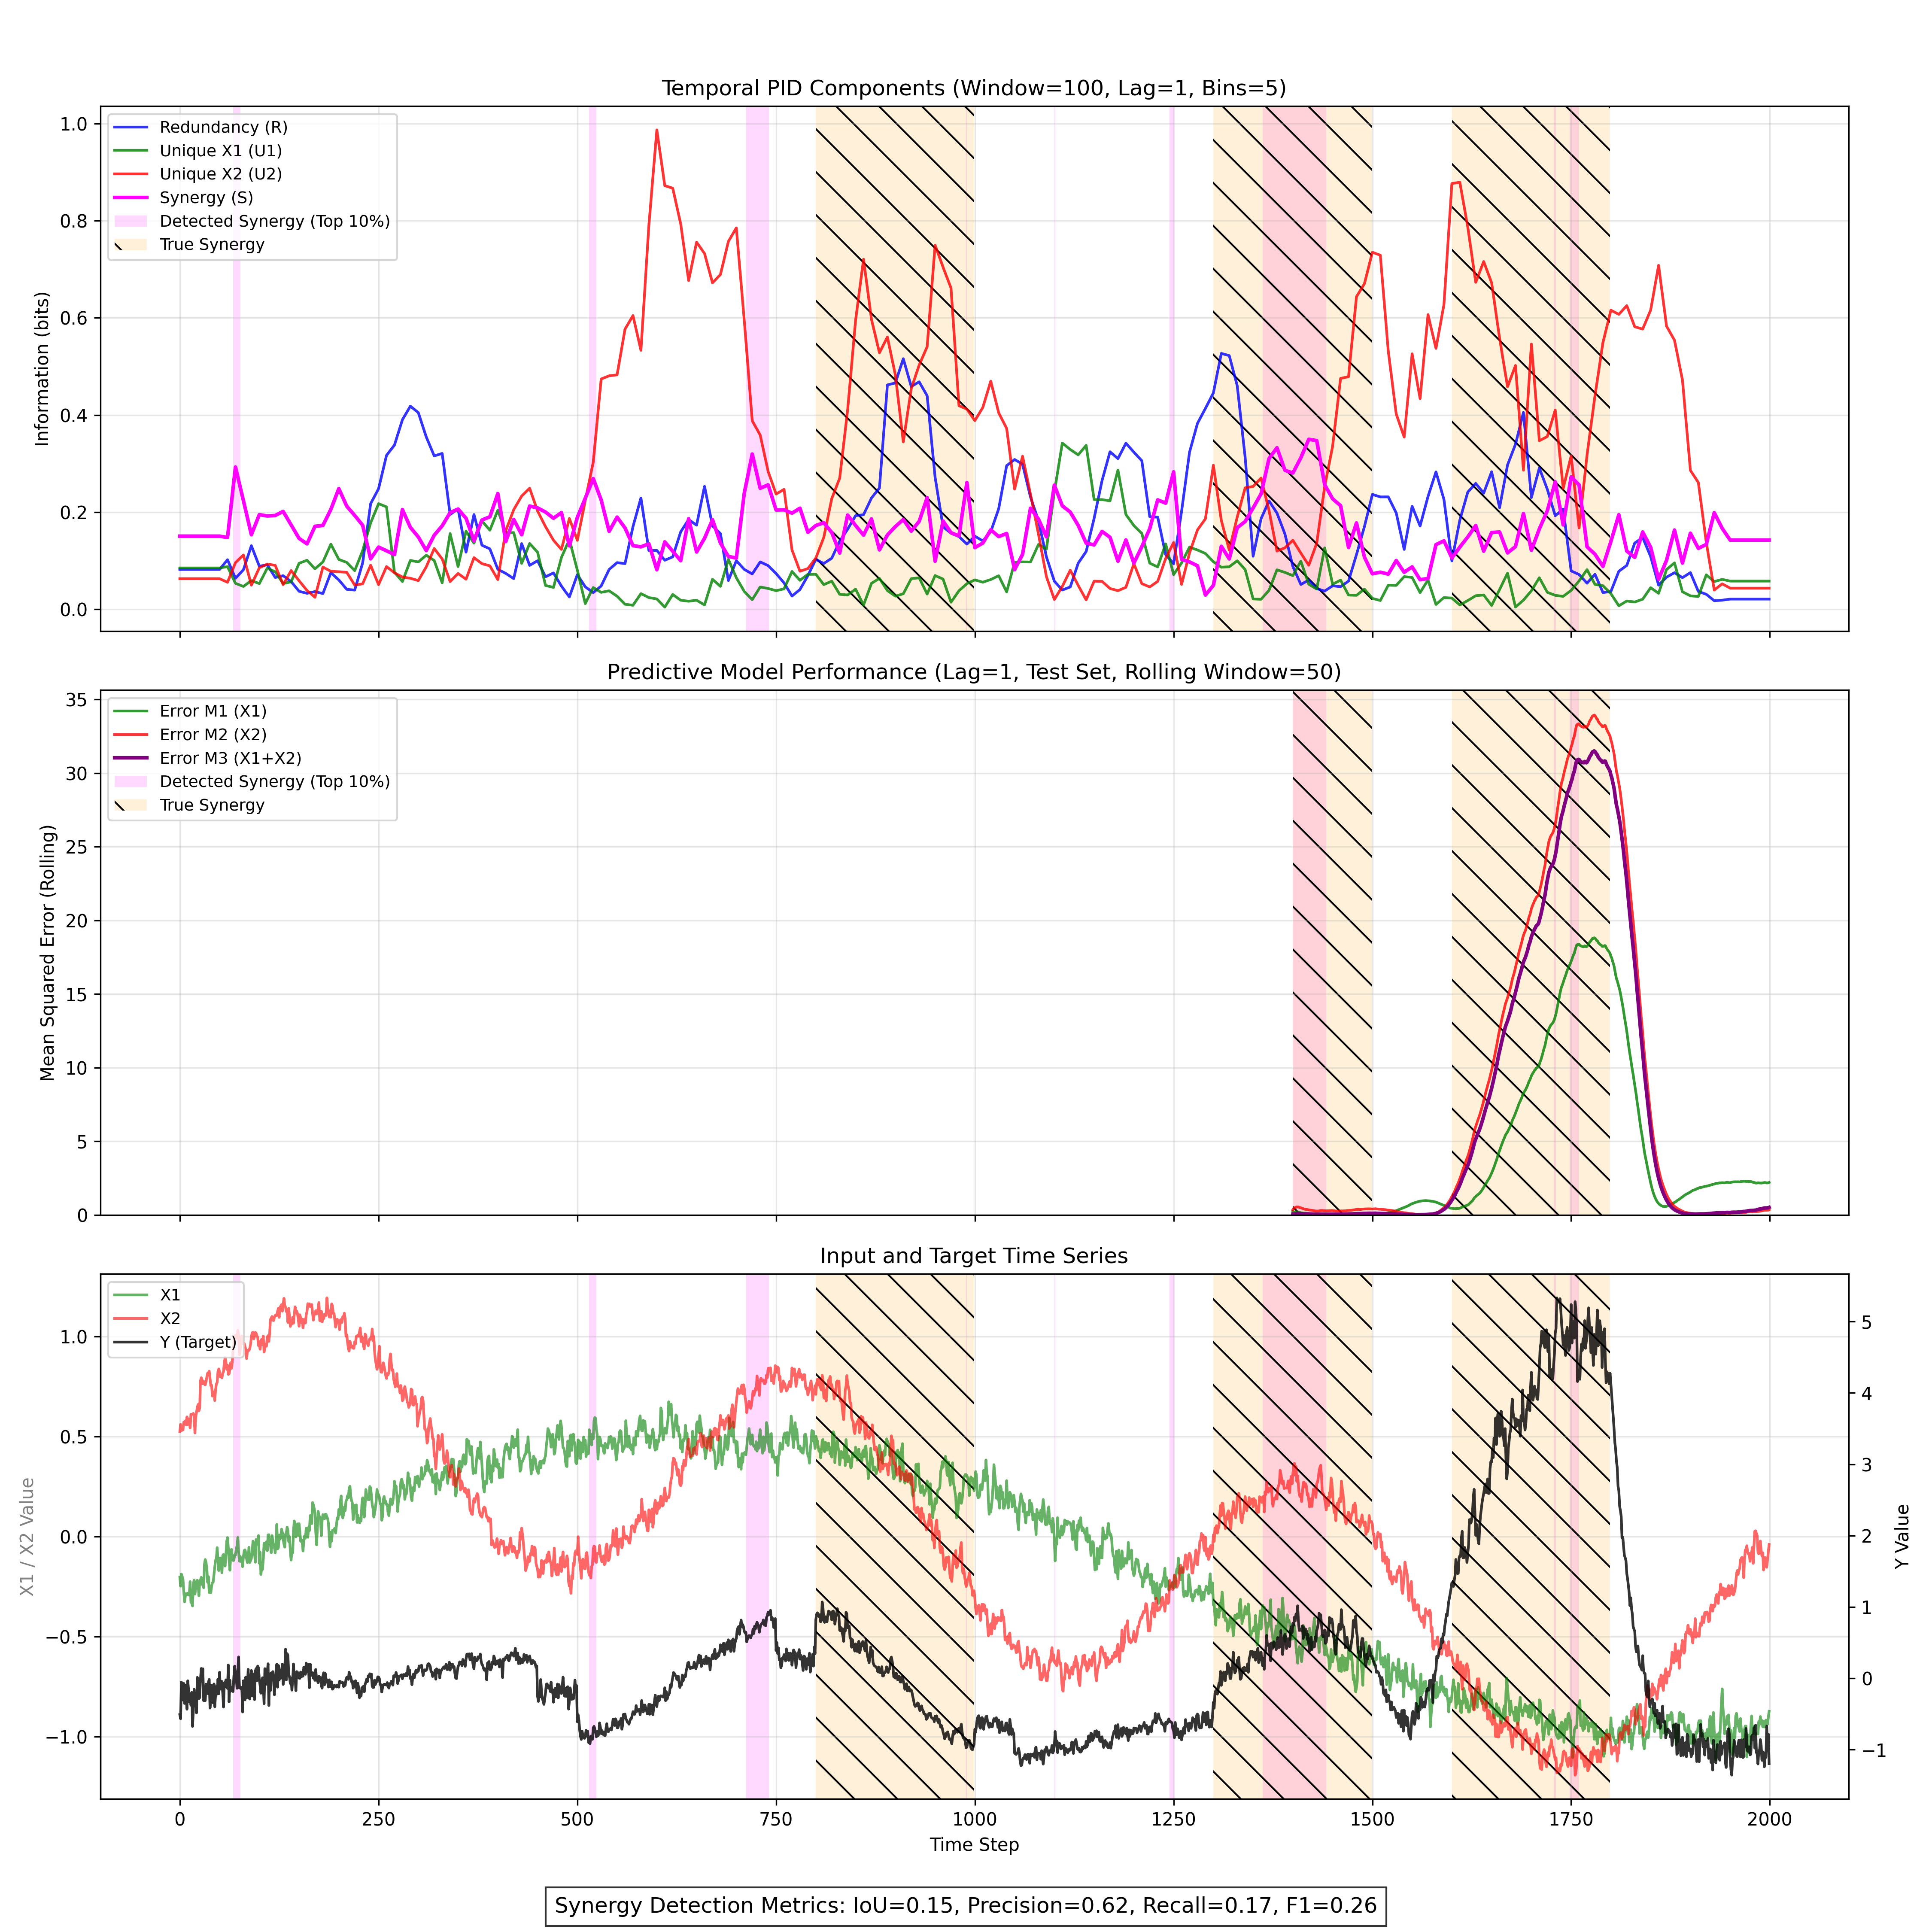 Temporal PID Components (Window=100, Lag=1, Bins=5)
Information (bits)
1.0
0.8
0.6
0.4
0.2
0.0
Redundancy (R)
Unique X1 (U1)
Unique X2 (U2)
Synergy (S)
Detected Synergy (Top 10%)
True Synergy
Predictive Model Performance (Lag=1, Test Set, Rolling Window=50)
Mean Squared Error (Rolling)
35
30
25
20
15
10
5
0
Error M1 (X1)
Error M2 (X2)
Error M3 (X1+X2)
Detected Synergy (Top 10%)
True Synergy
Input and Target Time Series
X1 / X2 Value
1.0
0.5
0.0
−0.5
−1.0
X1
X2
Y (Target)
5
4
3
2
1
0
−1
Y Value
0 250 500 750 1000 1250 1500 1750 2000
Time Step
Synergy Detection Metrics: IoU=0.15, Precision=0.62, Recall=0.17, F1=0.26